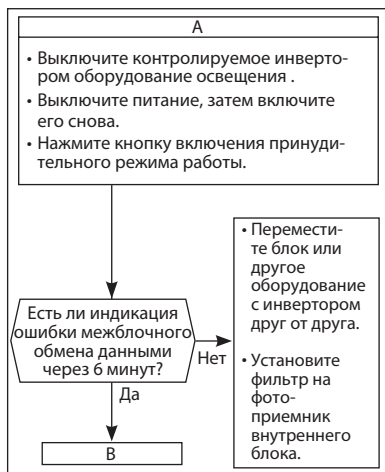 A
• Выключите контролируемое инверто-
ром оборудование освещения .
• Выключите питание, затем включите
его снова.
• Нажмите кнопку включения принуди-
тельного режима работы.
Есть ли индикация
ошибки межблочного
обмена данными
через 6 минут?
Нет
Да
• Перемести-
те блок или
другое
оборудование
с инвертором
друг от друга.
• Установите
фильтр на
фото-
приемник
внутреннего
блока.
B